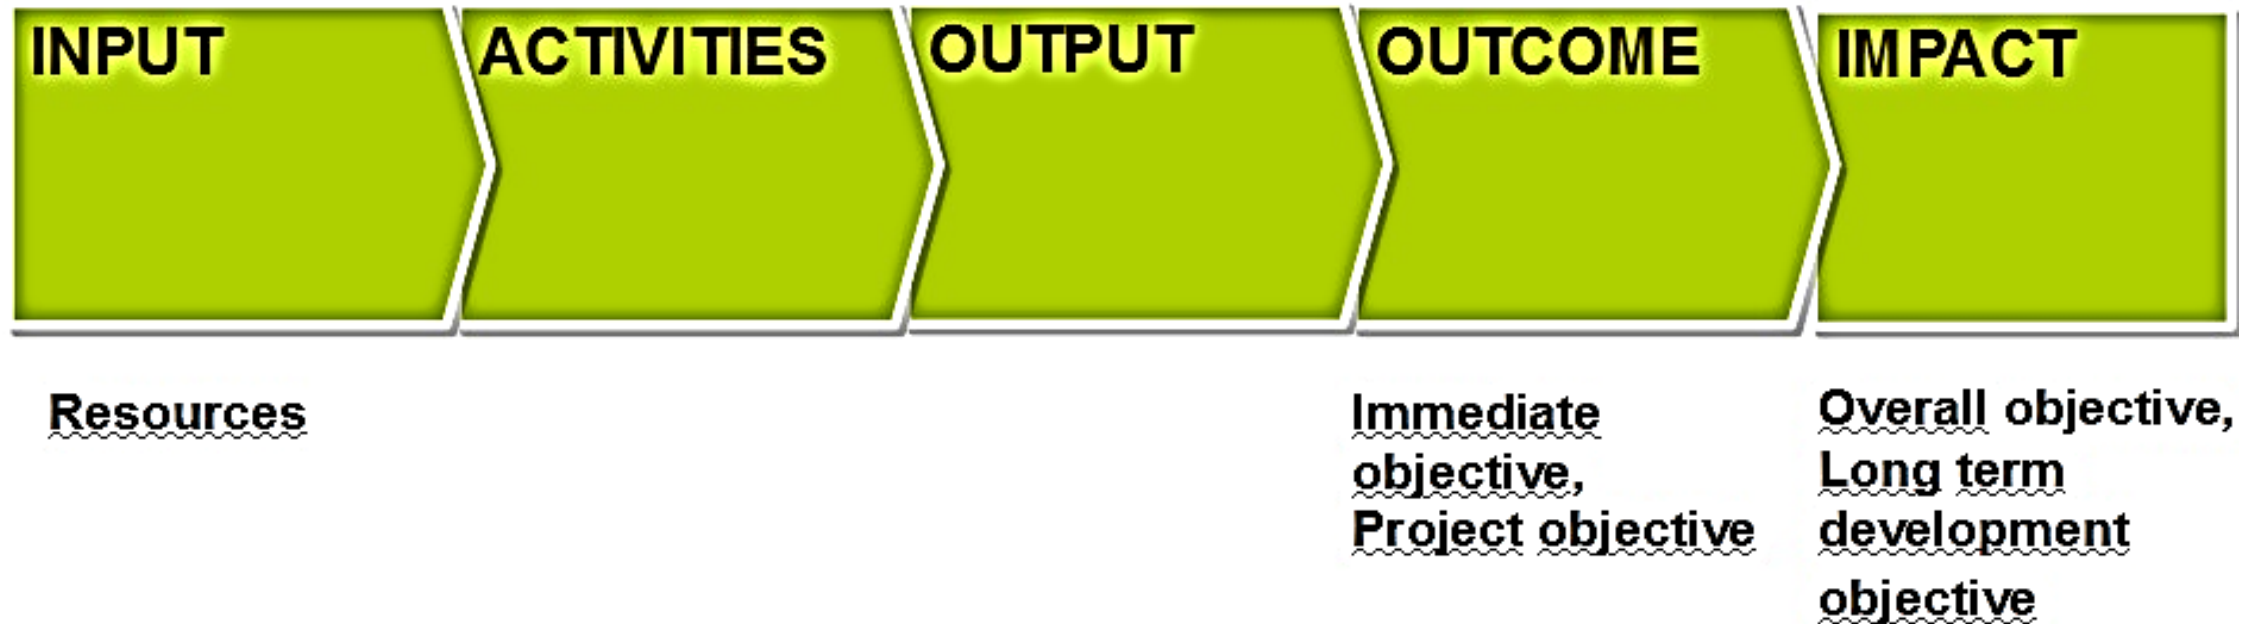 INPUT
ACTIVITIES
OUTPUT
OUTCOME
IMPACT
Resources
Immediate
objective,
Project objective
Overall objective,
Long term
development
objective